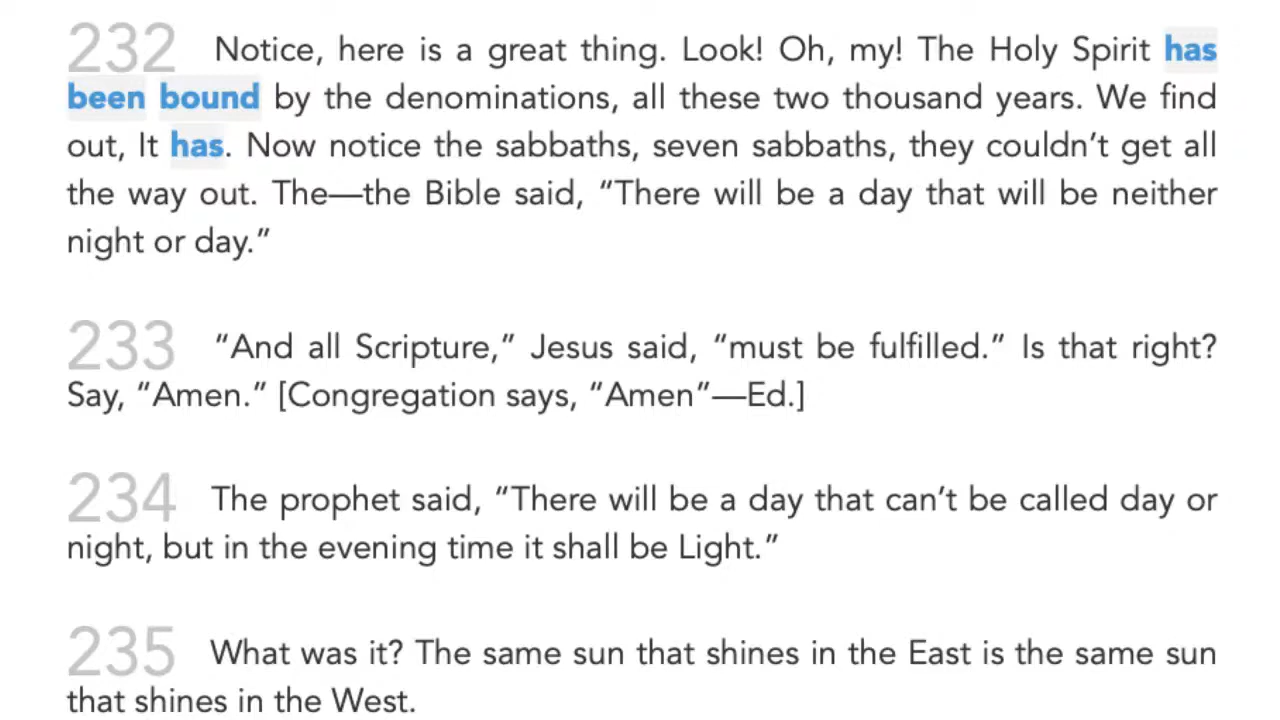 232 Notice, here is a great thing. Look! Oh, my! The Holy Spirit has
been bound by the denominations, all these two thousand years. We find
out, It has. Now notice the sabbaths, seven sabbaths, they couldn’t get all
the way out. The—the Bible said, “There will be a day that will be neither
night or day.”
233 “And all Scripture,” Jesus said, “must be fulfilled.” Is that right?
Say, “Amen.” [Congregation says, “Amen”—Ed.]
234 The prophet said, “There will be a day that can’t be called day or
night, but in the evening time it shall be Light.”
235 What was it? The same sun that shines in the East is the same sun
that shines in the West.